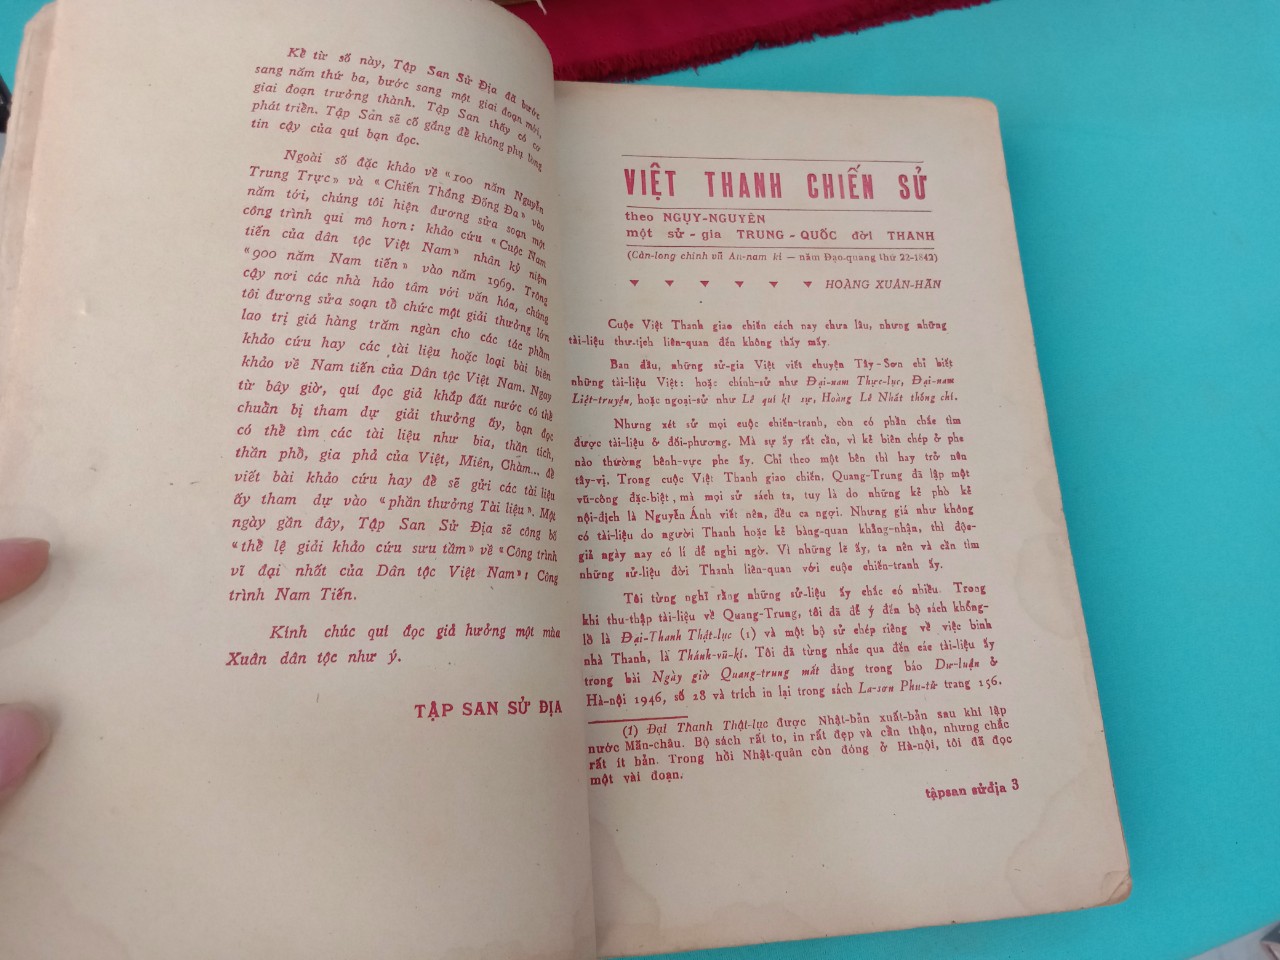 Kể từ số này, Tập San Sử Địa đã bước
sang năm thứ ba, bước sang một giai đoạn mới,
giai đoạn trưởng thành. Tập San thấy có cơ
phát triển. Tập Sản sẽ cố gắng để không phụ lòng
tin cậy của quí bạn đọc.
Ngoài số đặc khảo về «100 năm Nguyễn
Trung Trực» và «Chiến Thắng Đống Đa» vào
năm tới, chúng tôi hiện đương sửa soạn một
công trình qui mô hơn: khảo cứu «Cuộc Nam
tiến của dân tộc Việt Nam» nhân kỷ niệm
«900 năm Nam tiến» vào năm 1969. Trông
cậy nơi các nhà hảo tâm với văn hóa, chúng
tôi đương sửa soạn tổ chức một giải thưởng lớn
lao trị giá hàng trăm ngàn cho các tác phẩm
khảo cứu hay các tài liệu hoặc loại bài biên
khảo về Nam tiến của Dân tộc Việt Nam. Ngay
từ bây giờ, quí đọc giả khắp đất nước có thể
chuẩn bị tham dự giải thưởng ấy, bạn đọc
có thể tìm các tài liệu như bia, thần tích,
thần phổ, gia phả của Việt, Miên, Chàm... để
viết bài khảo cứu hay để sẽ gửi các tài liệu
ấy tham dự vào «phần thưởng Tài liệu». Một
ngày gần đây, Tập San Sử Địa sẽ công bố
«thể lệ giải khảo cứu sưu tầm» về «Công trình
vĩ đại nhất của Dân tộc Việt Nam»: Công
trình Nam Tiến.
Kính chúc quí đọc giả hưởng một mùa
Xuân dân tộc như ý.
TẬP SAN SỬ ĐỊA
VIỆT THANH CHIẾN SỬ
theo NGỤY-NGUYÊN
một sử-gia TRUNG-QUỐC đời THANH
(Càn-long chinh vũ An-nam kí — năm Đạo-quang thứ 22-1842)
▼ ▼ ▼ ▼ ▼ ▼ HOÀNG XUÂN-HÃN
Cuộc Việt Thanh giao chiến cách nay chưa lâu, nhưng những
tài-liệu thư-tịch liên-quan đến không thấy mấy.
Ban đầu, những sử-gia Việt viết chuyện Tây-Sơn chỉ biết
những tài-liệu Việt: hoặc chính-sử như Đại-nam Thực-lục, Đại-nam
Liệt-truyện, hoặc ngoại-sử như Lê quí kỉ sự, Hoàng Lê Nhất thống chí.
Nhưng xét sử mọi cuộc chiến-tranh, còn có phần chắc tìm
được tài-liệu ở đối-phương. Mà sự ấy rất cần, vì kẻ biên chép ở phe
nào thường bênh-vực phe ấy. Chỉ theo một bên thì hay trở nên
tây-vị. Trong cuộc Việt Thanh giao chiến, Quang-Trung đã lập một
vũ-công đặc-biệt, mà mọi sử sách ta, tuy là do những kẻ phò kẻ
nội-địch là Nguyễn Ánh viết nên, đều ca ngợi. Nhưng giá như không
có tài-liệu do người Thanh hoặc kẻ bàng-quan khẳng-nhận, thì độc-
giả ngày nay có lí để nghi ngờ. Vì những lẽ ấy, ta nên và cần tìm
những sử-liệu đời Thanh liên-quan với cuộc chiến-tranh ấy.
Tôi từng nghĩ rằng những sử-liệu ấy chắc có nhiều. Trong
khi thu-thập tài-liệu về Quang-Trung, tôi đã để ý đến bộ sách khổng-
lồ là Đại-Thanh Thật-lục (1) và một bộ sử chép riêng về việc binh
nhà Thanh, là Thánh-vũ-kí. Tôi đã từng nhắc qua đến các tài-liệu ấy
trong bài Ngày giờ Quang-trung mất đăng trong báo Dư-luận ở
Hà-nội 1946, số 28 và trích in lại trong sách La-sơn Phu-tử trang 156.
(1) Đại Thanh Thật-lục được Nhật-bản xuất-bản sau khi lập
nước Mãn-châu. Bộ sách rất to, in rất đẹp và cẩn thận, nhưng chắc
rất ít bản. Trong hồi Nhật-quân còn đóng ở Hà-nội, tôi đã đọc
một vài đoạn.
tập san sử địa 3